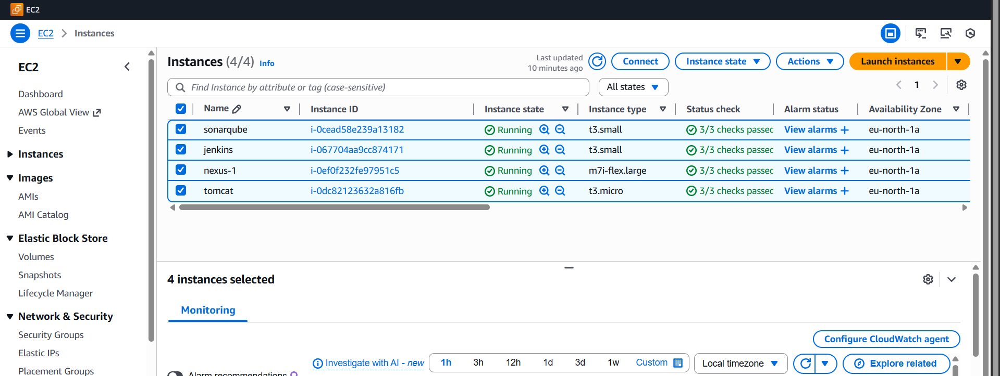 EC2
EC2 > Instances
EC2
Dashboard
AWS Global View
Events
Instances
Images
AMIs
AMI Catalog
Elastic Block Store
Volumes
Snapshots
Lifecycle Manager
Network & Security
Security Groups
Elastic IPs
Placement Groups
Instances (4/4) Info
Last updated
10 minutes ago
Connect
Instance state
Actions
Launch instances
Find Instance by attribute or tag (case-sensitive)
All states
1
Name Instance ID Instance state Instance type Status check Alarm status Availability Zone
sonarqube i-0cead58e239a13182 Running t3.small 3/3 checks passed View alarms + eu-north-1a
jenkins i-067704aa9cc874171 Running t3.small 3/3 checks passed View alarms + eu-north-1a
nexus-1 i-0ef0f232fe97951c5 Running m7i-flex.large 3/3 checks passed View alarms + eu-north-1a
tomcat i-0dc82123632a816fb Running t3.micro 3/3 checks passed View alarms + eu-north-1a
4 instances selected
Monitoring
Configure CloudWatch agent
Investigate with AI - new
1h 3h 12h 1d 3d 1w Custom
Local timezone
Explore related
Alarm recommendations